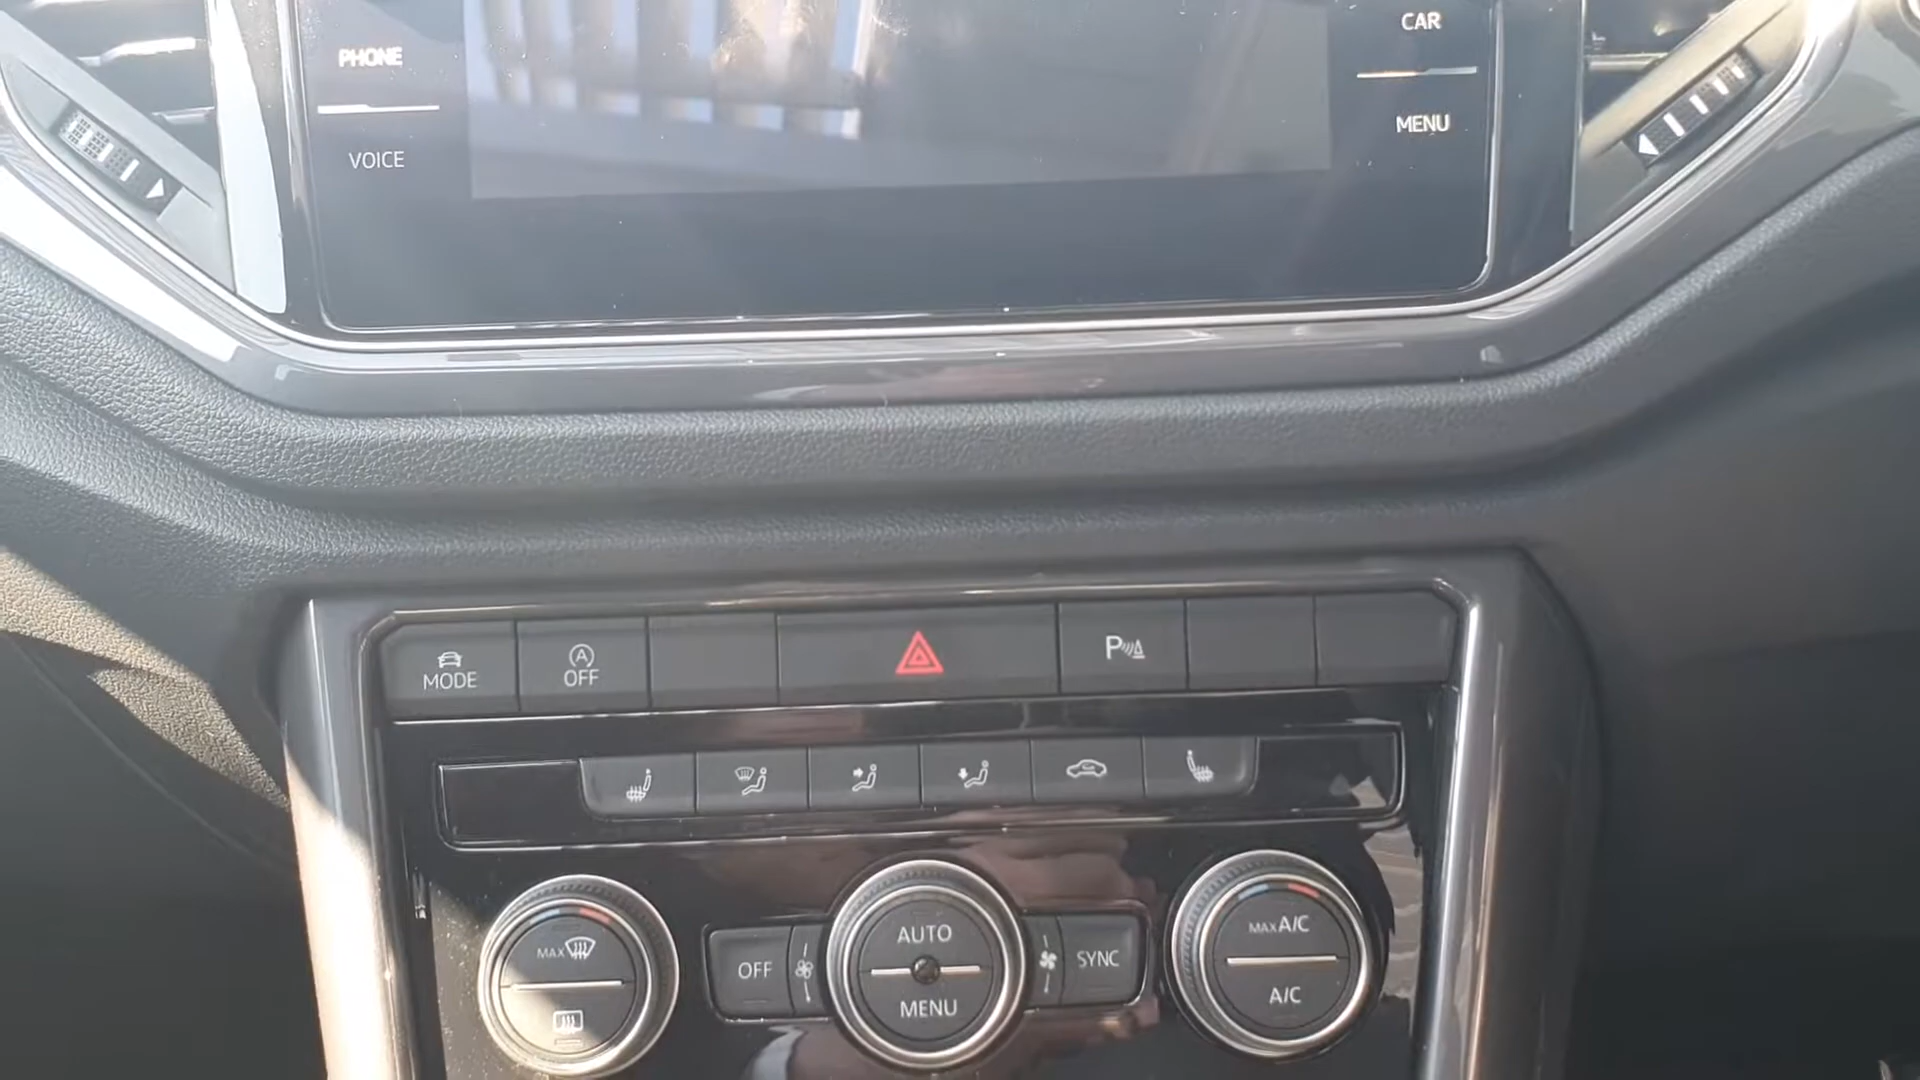 PHONE
CAR
VOICE
MENU
MODE
A
OFF
P
MAX
OFF
AUTO
MENU
SYNC
MAX A/C
A/C